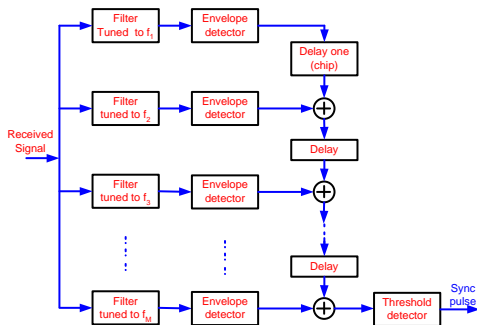 Filter
Tuned to f1
Envelope
detector
Delay one
(chip)
Filter
tuned to f2
Envelope
detector
Received
Signal
Delay
Filter
tuned to f3
Envelope
detector
Delay
Filter
tuned to fM
Envelope
detector
Threshold
detector
Sync
pulse